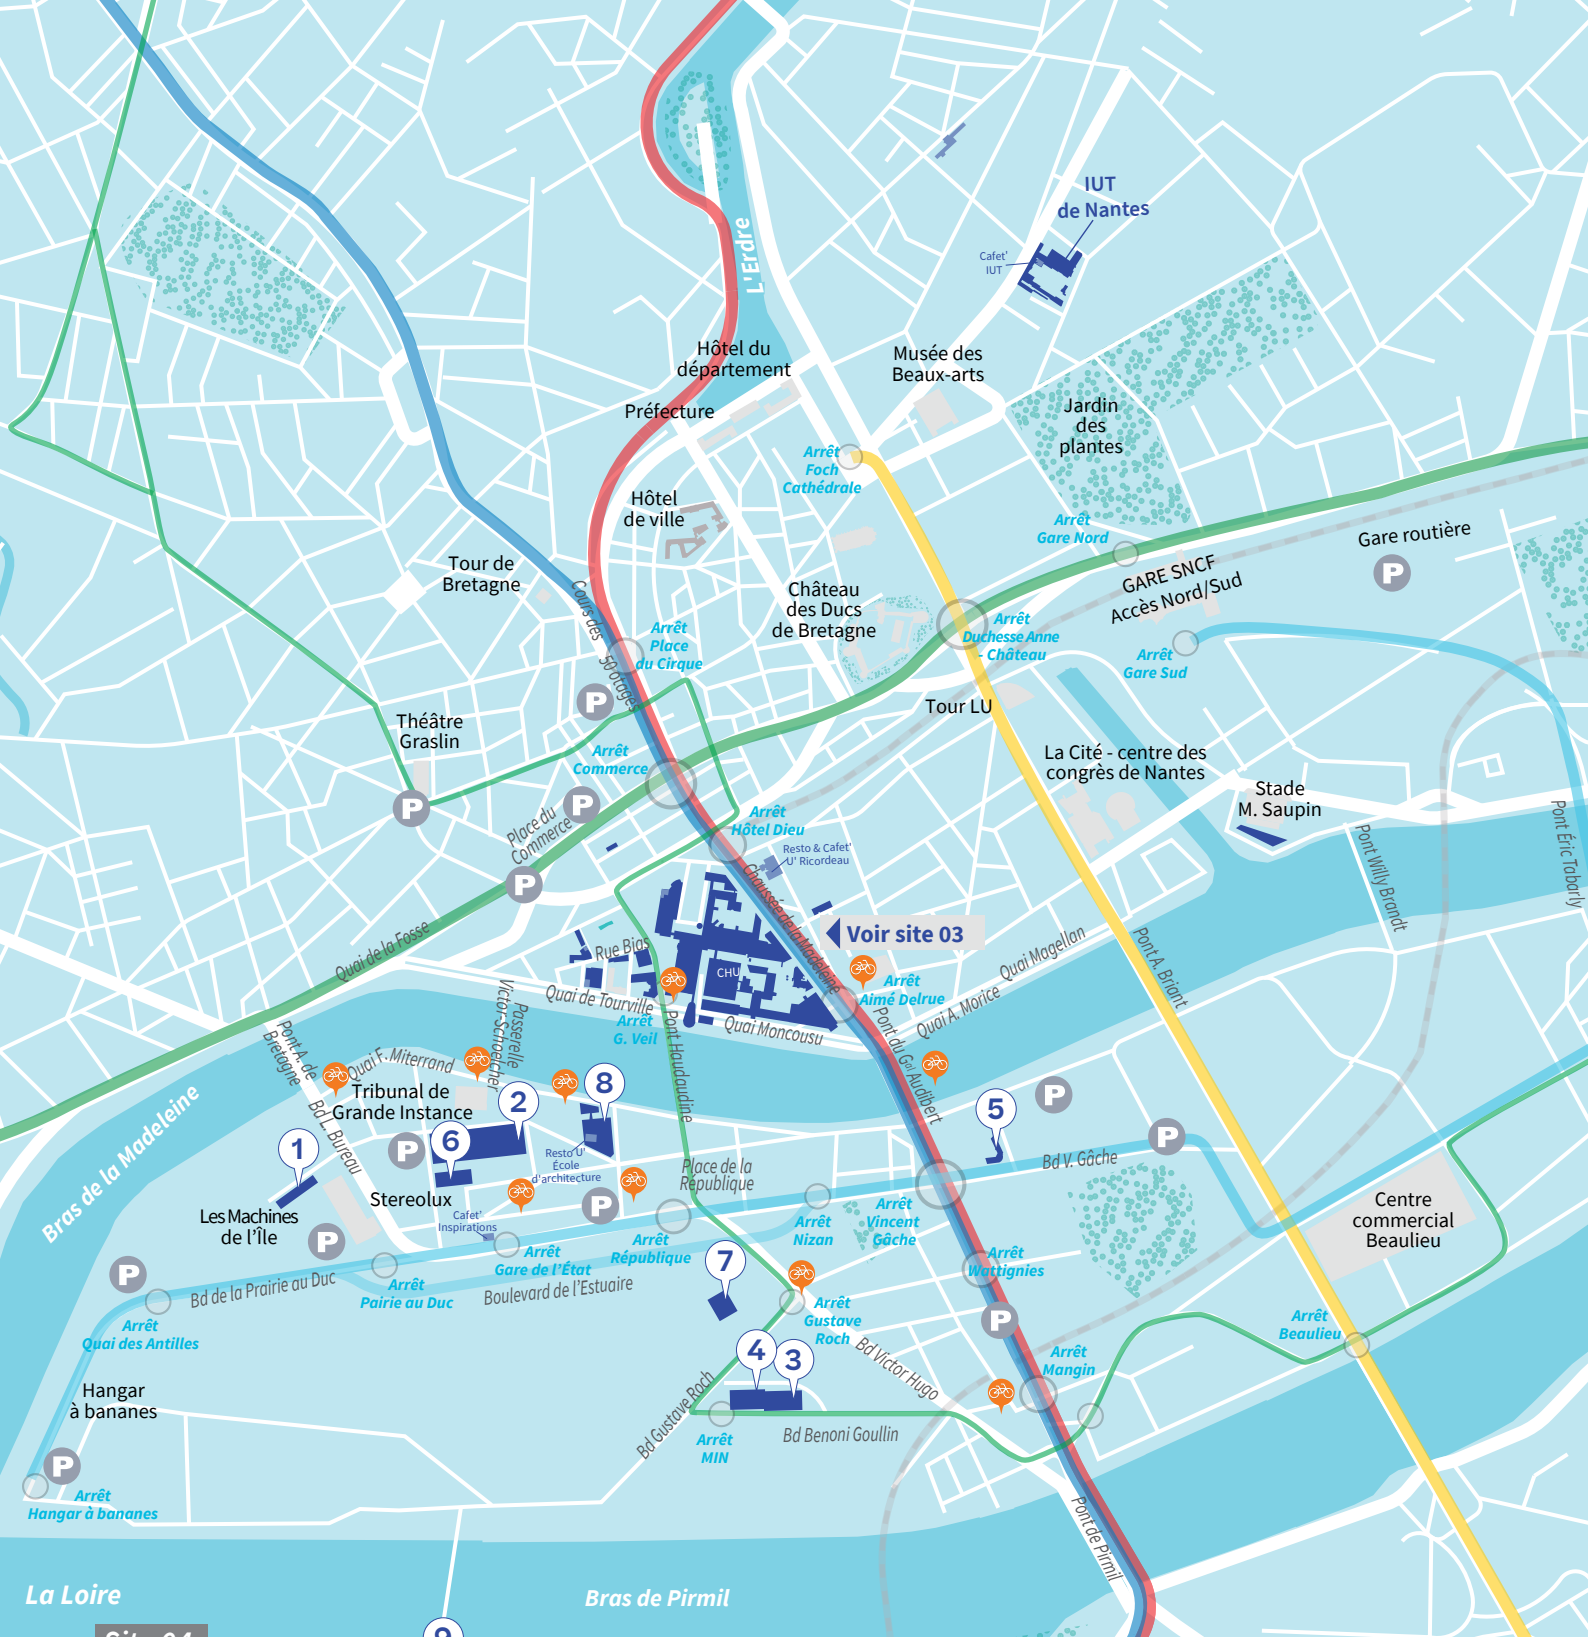 IUT
de Nantes
Cafet'
IUT
L'Erdre
Hôtel du
département
Musée des
Beaux-arts
Préfecture
Jardin
des
plantes
Arrêt
Foch
Cathédrale
Hôtel
de ville
Arrêt
Gare Nord
Gare routière
P
GARE SNCF
Accès Nord/Sud
Tour de
Bretagne
Château
des Ducs
de Bretagne
Cours des 50 otages
Arrêt
Place
du Cirque
Arrêt
Duchesse Anne
- Château
Arrêt
Gare Sud
P
Tour LU
Théâtre
Graslin
Arrêt
Commerce
La Cité - centre des
congrès de Nantes
Stade
M. Saupin
P
P
Place du
Commerce
Arrêt
Hôtel Dieu
Resto & Cafet'
U' Ricordeau
Pont Willy Brandt
Pont Éric Tabarly
P
Chaussée de la Madeleine
Voir site 03
Quai de la Fosse
Rue Bias
CHU
Quai Magellan
Pont A. Briant
Quai de Tourville
Arrêt
Aimé Delrue
Quai A. Morice
Arrêt
G. Veil
Quai Moncousu
Pont Haudaudine
Pont du Gal Audibert
Passerelle
Victor-Schoelcher
Pont A. de
Bretagne
Quai F. Miterrand
Tribunal de
Grande Instance
Bd L. Bureau
Bras de la Madeleine
8
2
5
P
P
1
6
P
Resto U'
École
d'architecture
Place de la
République
Bd V. Gâche
Stereolux
Les Machines
de l'Île
P
Cafet'
Inspirations
P
Arrêt
Nizan
Arrêt
Vincent
Gâche
Centre
commercial
Beaulieu
P
Arrêt
Gare de l'État
Arrêt
République
7
Arrêt
Wattignies
Bd de la Prairie au Duc
Arrêt
Pairie au Duc
Boulevard de l'Estuaire
Arrêt
Quai des Antilles
Arrêt
Gustave
Roch
P
Arrêt
Beaulieu
4
3
Bd Victor Hugo
Arrêt
Mangin
Hangar
à bananes
Bd Gustave Roch
Arrêt
MIN
Bd Benoni Goullin
P
Arrêt
Hangar à bananes
Pont de Pirmil
La Loire
Bras de Pirmil
9